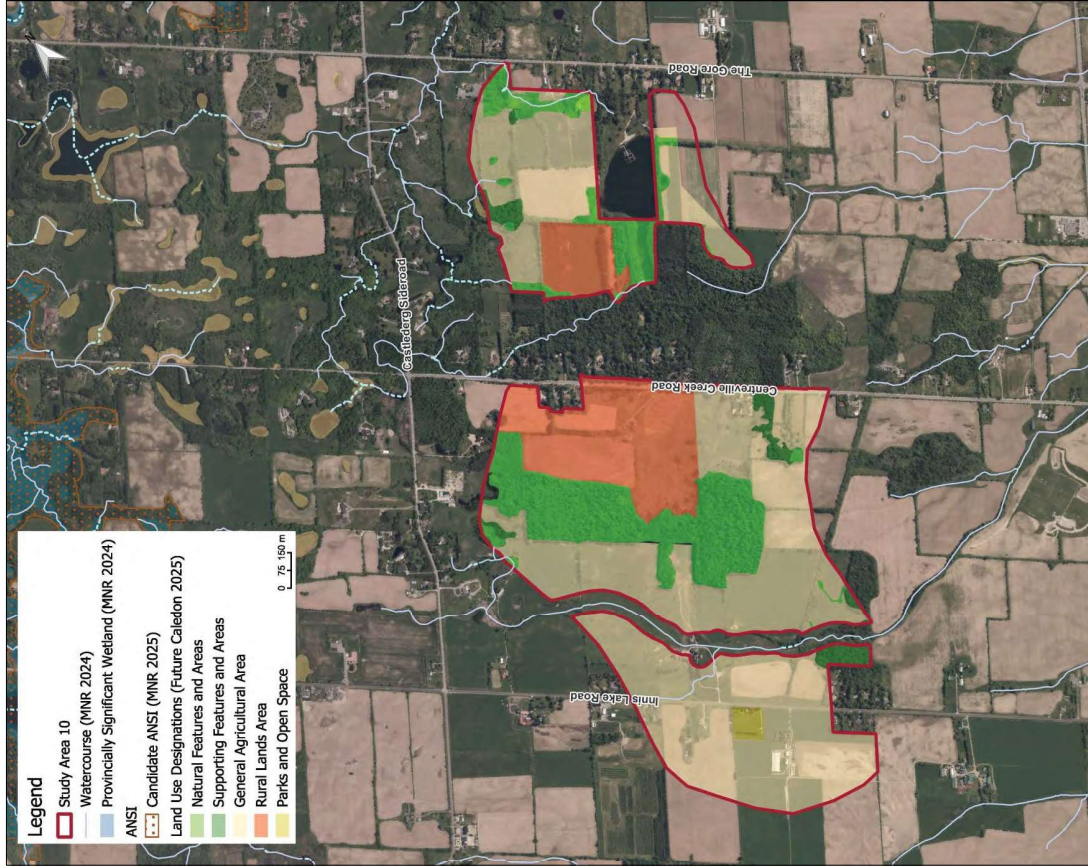 Legend
Study Area 10
Watercourse (MNR 2024)
Provincially Significant Wetland (MNR 2024)
ANSI
Candidate ANSI (MNR 2025)
Land Use Designations (Future Caledon 2025)
Natural Features and Areas
Supporting Features and Areas
General Agricultural Area
Rural Lands Area
Parks and Open Space
0 75 150 m
N
The Gore Road
Castlederg Sideroad
Centreville Creek Road
Innis Lake Road